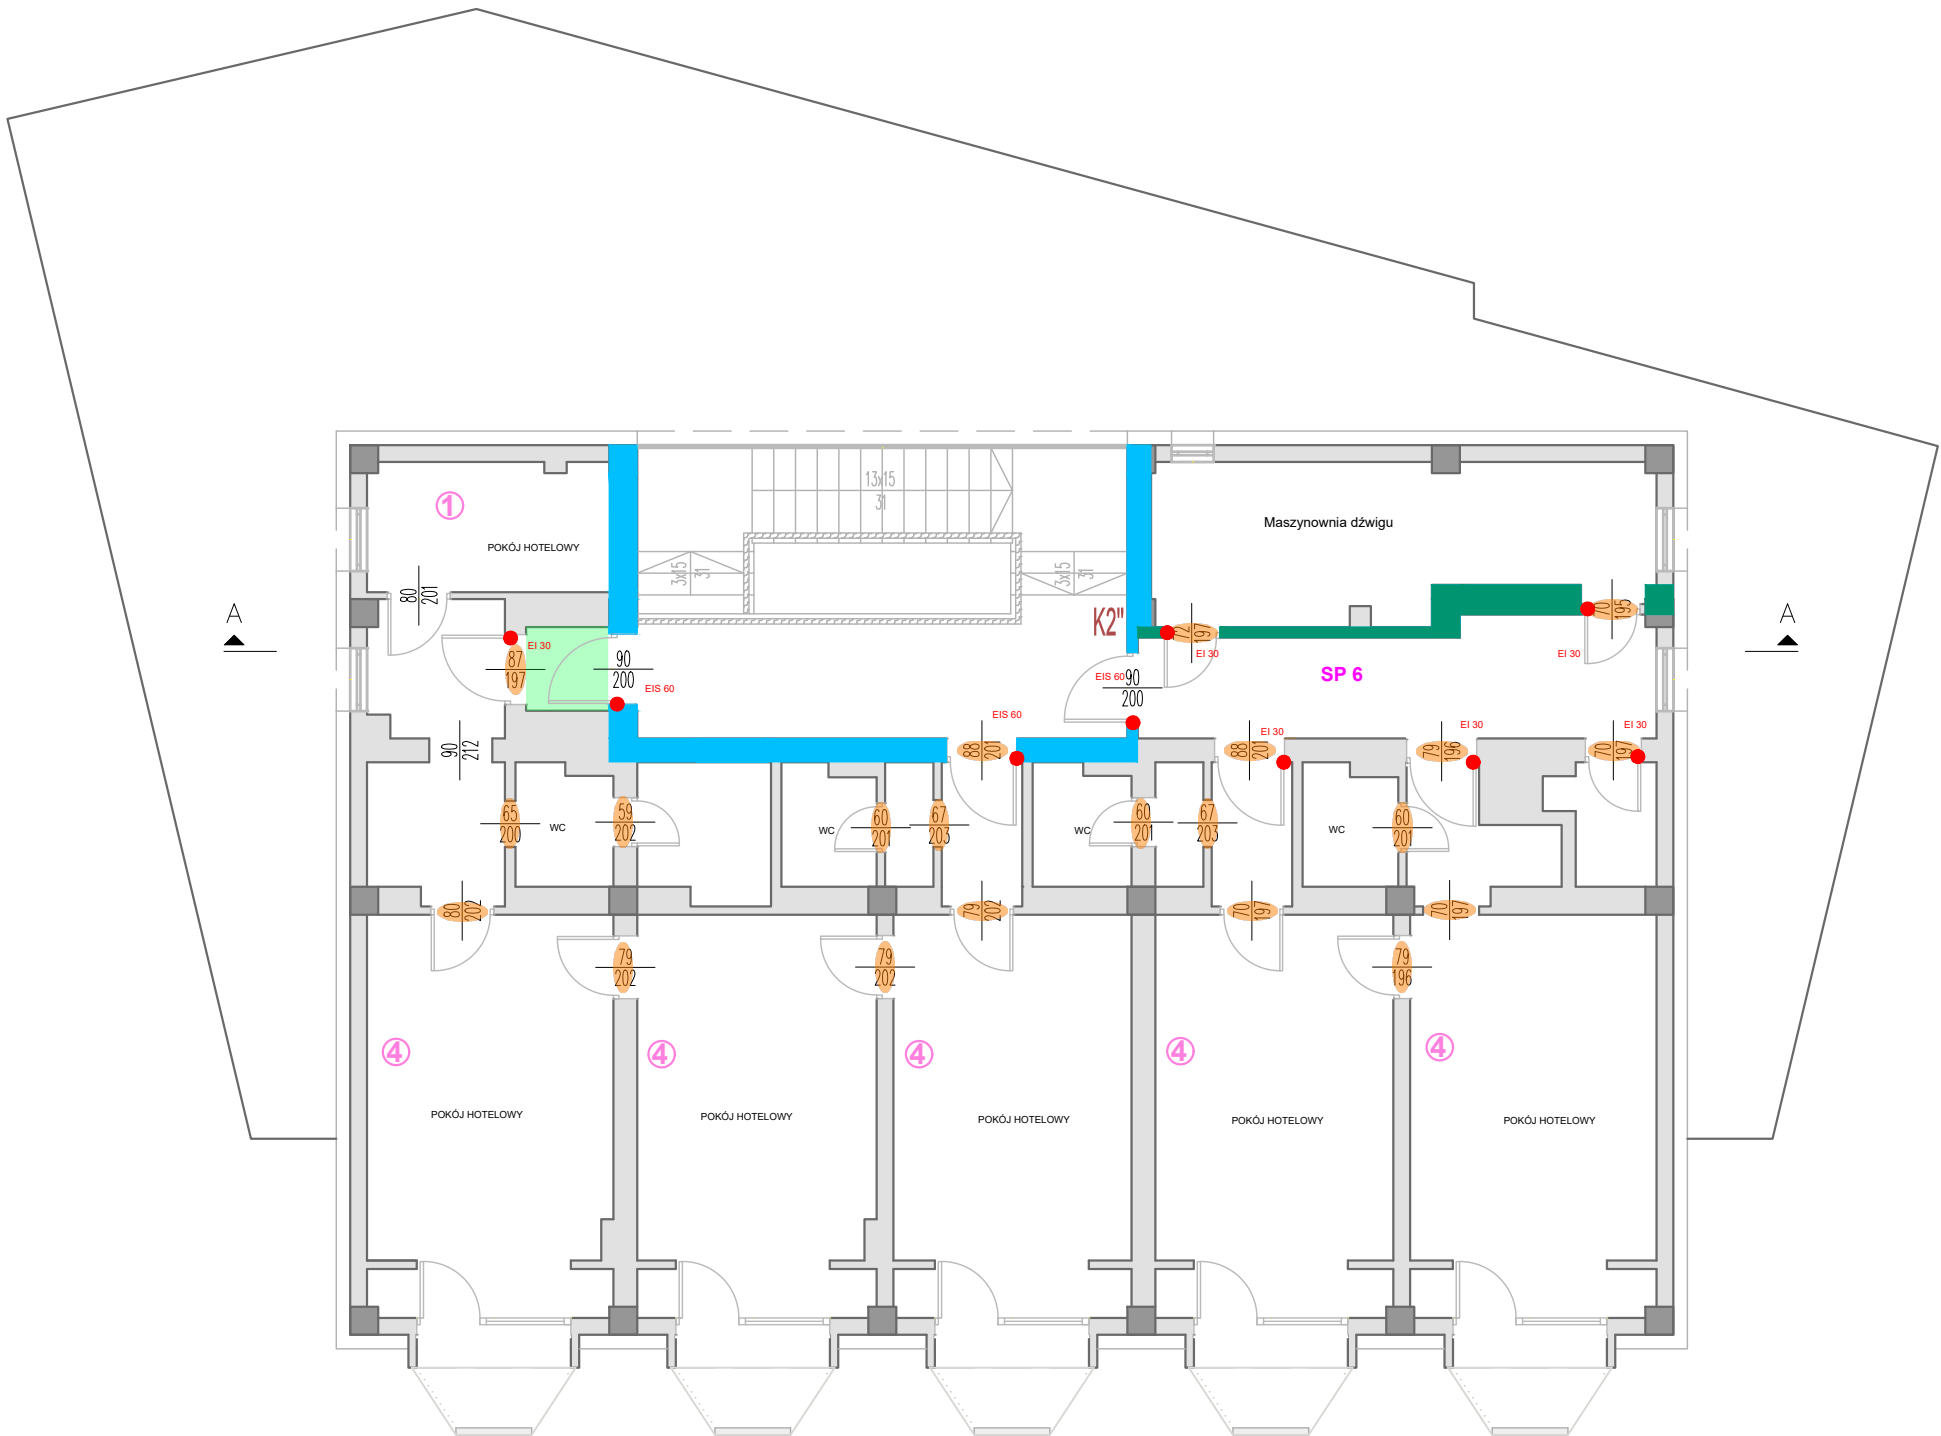 13x15
31
①
Maszynownia dźwigu
POKÓJ HOTELOWY
3x15
31
3x15
31
80
201
A
K2"
72
197
70
195
A
EI 30
87
197
90
200
EIS 60
EI 30
EI 30
EIS 60
90
200
SP 6
EIS 60
EI 30
EI 30
EI 30
90
212
88
201
88
201
79
196
70
197
65
200
WC
59
202
WC
60
201
67
203
WC
60
201
67
203
WC
60
201
80
202
79
202
70
197
70
197
79
202
79
202
79
196
④
④
④
④
④
POKÓJ HOTELOWY
POKÓJ HOTELOWY
POKÓJ HOTELOWY
POKÓJ HOTELOWY
POKÓJ HOTELOWY